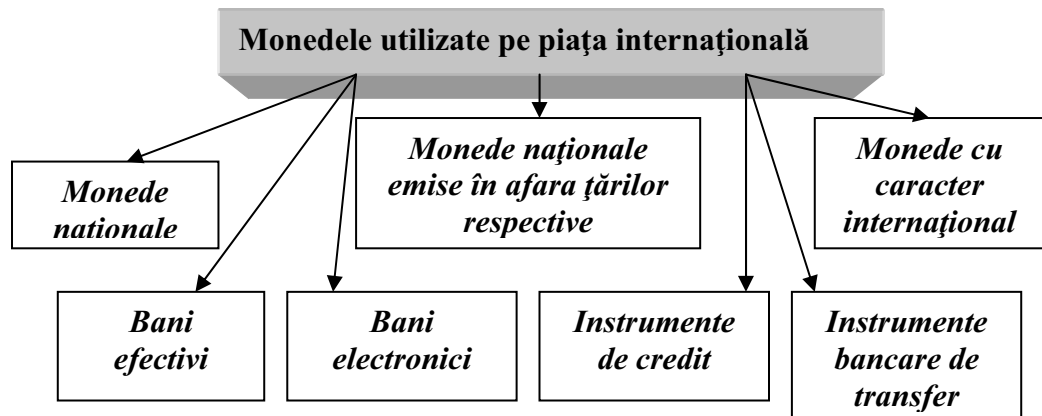 Monedele utilizate pe piaţa internaţională
Monede
nationale
Monede naţionale
emise în afara ţărilor
respective
Monede cu
caracter
internaţional
Bani
efectivi
Bani
electronici
Instrumente
de credit
Instrumente
bancare de
transfer